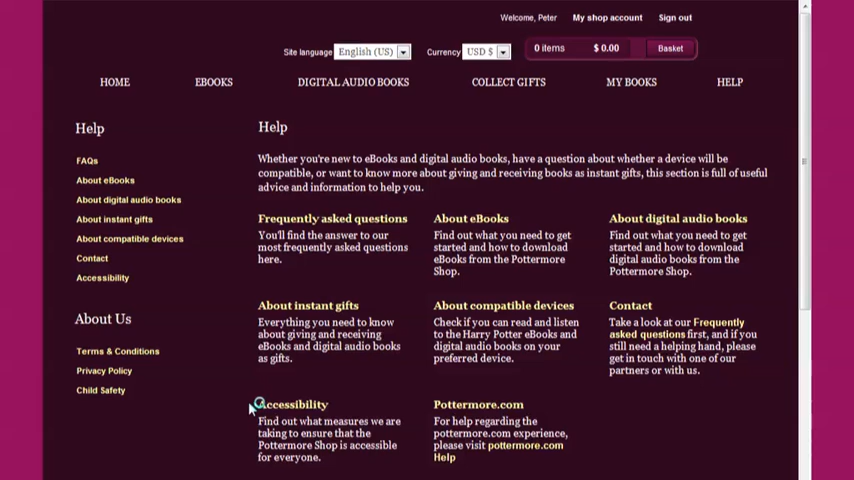 Welcome, Peter My shop account Sign out
Site language English (US) Currency USD $ 0 items $ 0.00 Basket
HOME EBOOKS DIGITAL AUDIO BOOKS COLLECT GIFTS MY BOOKS HELP
Help
FAQs
About eBooks
About digital audio books
About instant gifts
About compatible devices
Contact
Accessibility
About Us
Terms & Conditions
Privacy Policy
Child Safety
Help
Whether you're new to eBooks and digital audio books, have a question about whether a device will be
compatible, or want to know more about giving and receiving books as instant gifts, this section is full of useful
advice and information to help you.
Frequently asked questions
You'll find the answer to our
most frequently asked questions
here.
About eBooks
Find out what you need to get
started and how to download
eBooks from the Pottermore
Shop.
About digital audio books
Find out what you need to get
started and how to download
digital audio books from the
Pottermore Shop.
About instant gifts
Everything you need to know
about giving and receiving
eBooks and digital audio books
as gifts.
About compatible devices
Check if you can read and listen
to the Harry Potter eBooks and
digital audio books on your
preferred device.
Contact
Take a look at our Frequently
asked questions first, and if you
still need a helping hand, please
get in touch with one of our
partners or with us.
Accessibility
Find out what measures we are
taking to ensure that the
Pottermore Shop is accessible
for everyone.
Pottermore.com
For help regarding the
pottermore.com experience,
please visit pottermore.com
Help